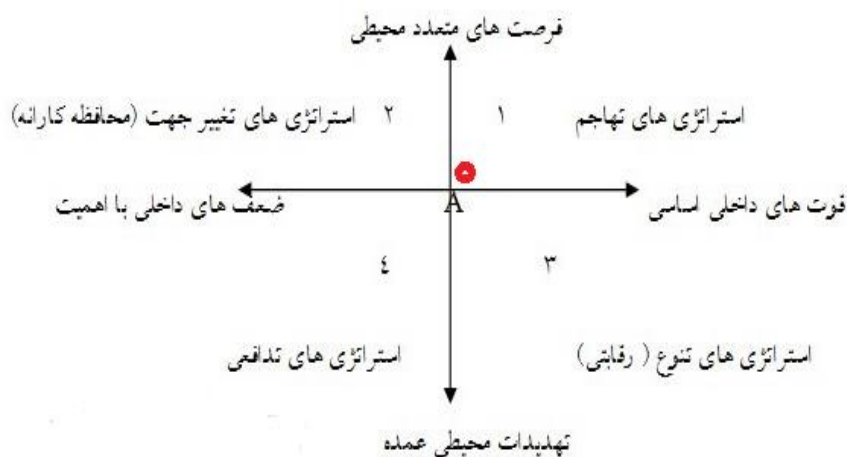 فرصت های متعدد محیطی
استراتژی های تهاجم ۱ ۲ استراتژی های تغییر جهت (محافظه کارانه)
قوت های داخلی اساسی A ضعف های داخلی با اهمیت
۳ ٤
استراتژی های تنوع ( رقابتی) استراتژی های تدافعی
تهدیدات محیطی عمده